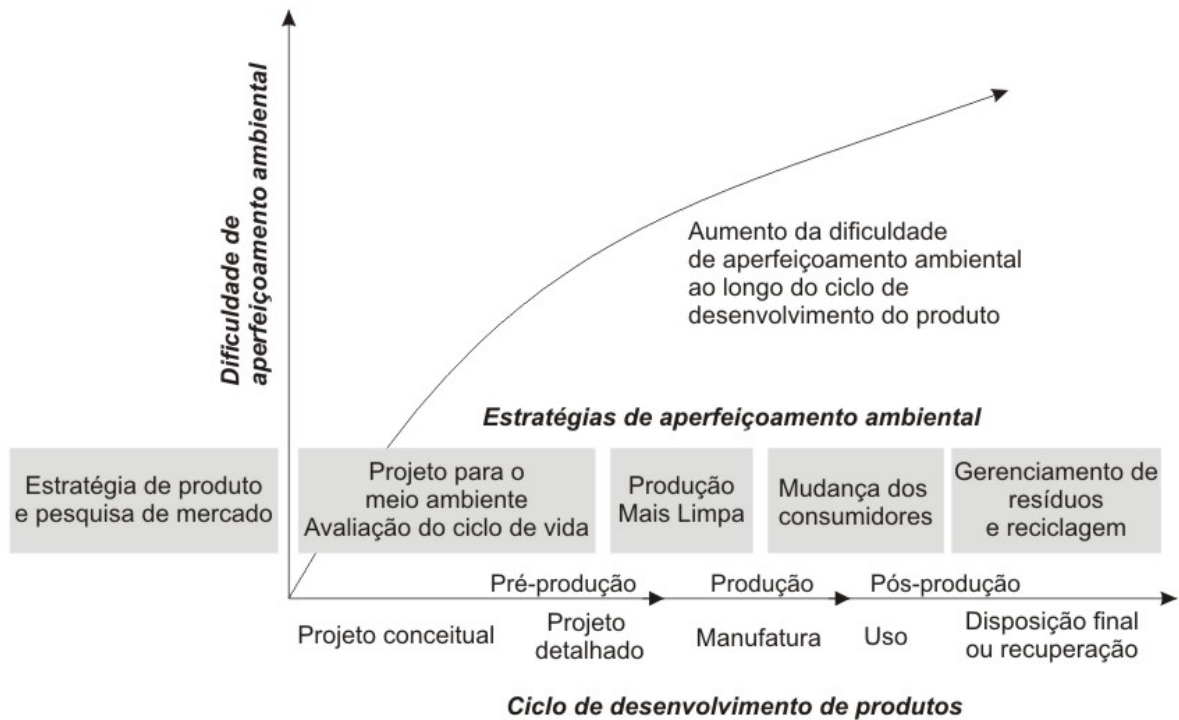 Dificuldade de
aperfeiçoamento ambiental
Aumento da dificuldade
de aperfeiçoamento ambiental
ao longo do ciclo de
desenvolvimento do produto
Estratégias de aperfeiçoamento ambiental
Estratégia de produto
e pesquisa de mercado
Projeto para o
meio ambiente
Avaliação do ciclo de vida
Produção
Mais Limpa
Mudança dos
consumidores
Gerenciamento de
resíduos
e reciclagem
Pré-produção
Produção
Pós-produção
Projeto conceitual
Projeto
detalhado
Manufatura
Uso
Disposição final
ou recuperação
Ciclo de desenvolvimento de produtos